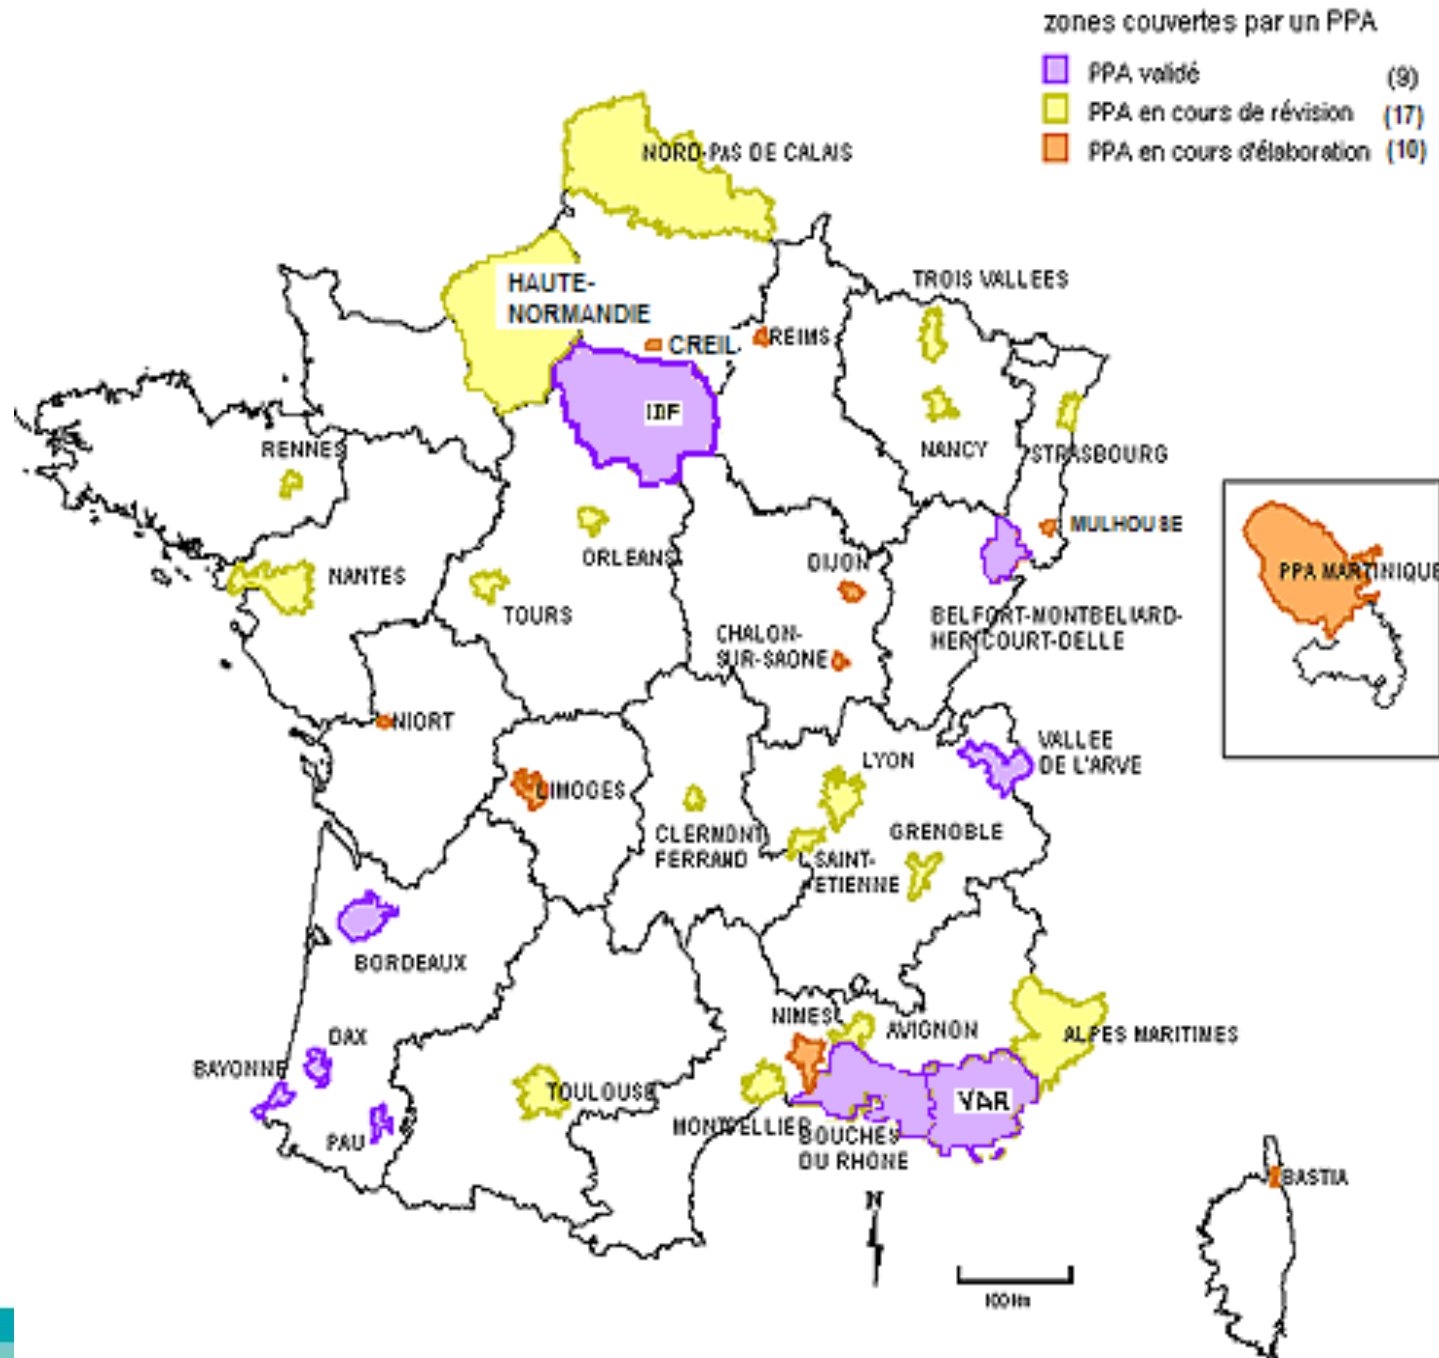 zones couvertes par un PPA
PPA validé (9)
PPA en cours de révision (17)
PPA en cours d'élaboration (10)
NORD-PAS DE CALAIS
HAUTE-
NORMANDIE
TROIS VALLEES
CREIL
REIMS
IDF
RENNES
NANCY
STRASBOURG
MULHOUSE
ORLEANS
DIJON
NANTES
PPA MARTINIQUE
TOURS
BELFORT-MONTBELIARD-
HERICOURT-DELLE
CHALON-
SUR-SAONE
NIORT
VALLEE
DE L'ARVE
LYON
LIMOGES
CLERMONT
FERRAND
GRENOBLE
SAINT-
ETIENNE
BORDEAUX
NIMES
AVIGNON
ALPES MARITIMES
DAX
BAYONNE
TOULOUSE
VAR
MONTPELLIER
BOUCHES
DU RHONE
PAU
BASTIA
N
100 km